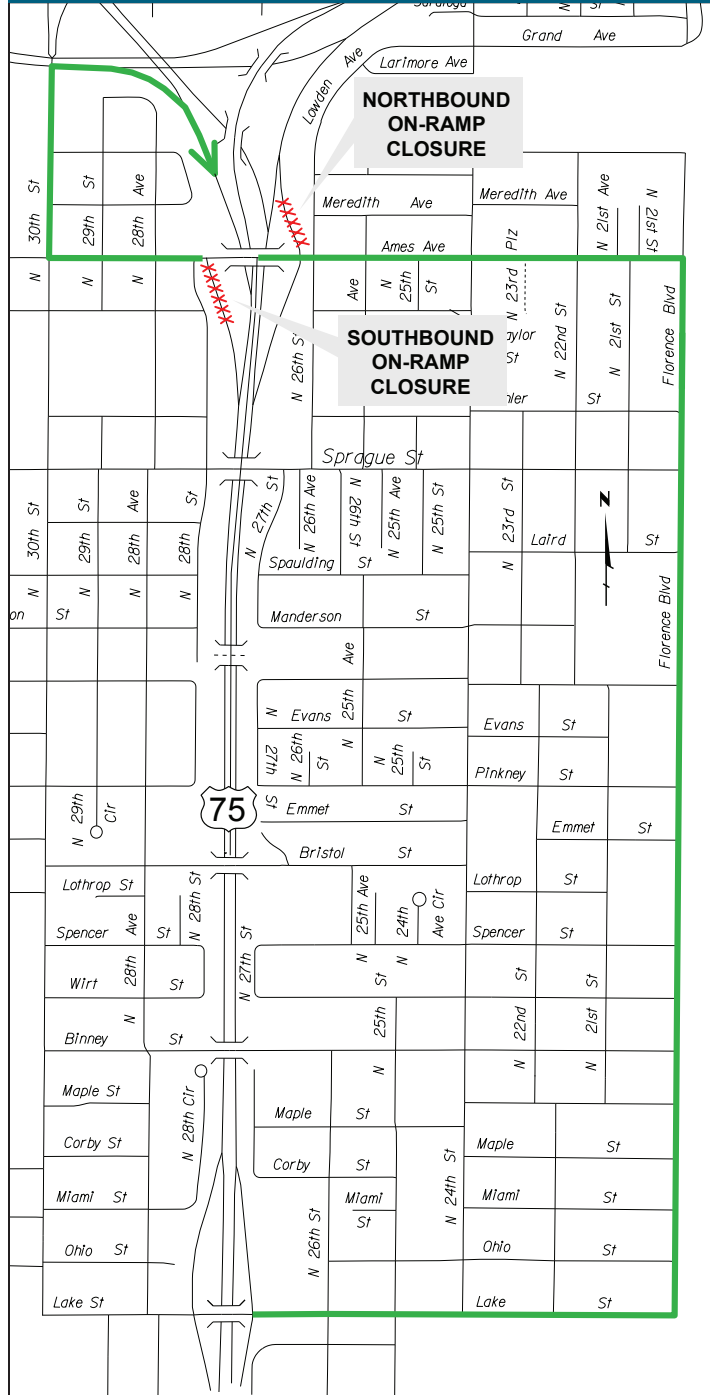 St
Grand Ave
Lowden Ave
Larimore Ave
NORTHBOUND
ON-RAMP
CLOSURE
N 30th St
N 29th St
N 28th Ave
Meredith Ave
Meredith Ave
N 21st Ave
N 21st St
Ames Ave
N 23rd Plz
N 25th St
Ave
SOUTHBOUND
ON-RAMP
CLOSURE
N 26th St
St
N 22nd St
N 21st St
Florence Blvd
St
Sprague St
N 30th St
N 29th St
N 28th Ave
N 28th St
N 27th St
N 26th Ave
N 26th St
N 25th Ave
N 25th St
N 23rd St
Laird St
N
Spaulding St
on St
Manderson St
Florence Blvd
N 25th Ave
Evans St
Evans St
N 27th St
N 26th St
N 25th St
Pinkney St
75
N 29th Cir
Emmet St
Emmet St
Bristol St
Lothrop St
Lothrop St
N 28th St
N 25th Ave
N 24th Ave Cir
Spencer St
N 28th Ave
N 27th St
Spencer St
Wirt St
N 25th St
N 22nd St
N 21st St
Binney St
Maple St
N 28th Cir
Maple St
Maple St
Corby St
Corby St
N 24th St
Miami St
Miami St
Miami St
N 26th St
Ohio St
Ohio St
Lake St
Lake St